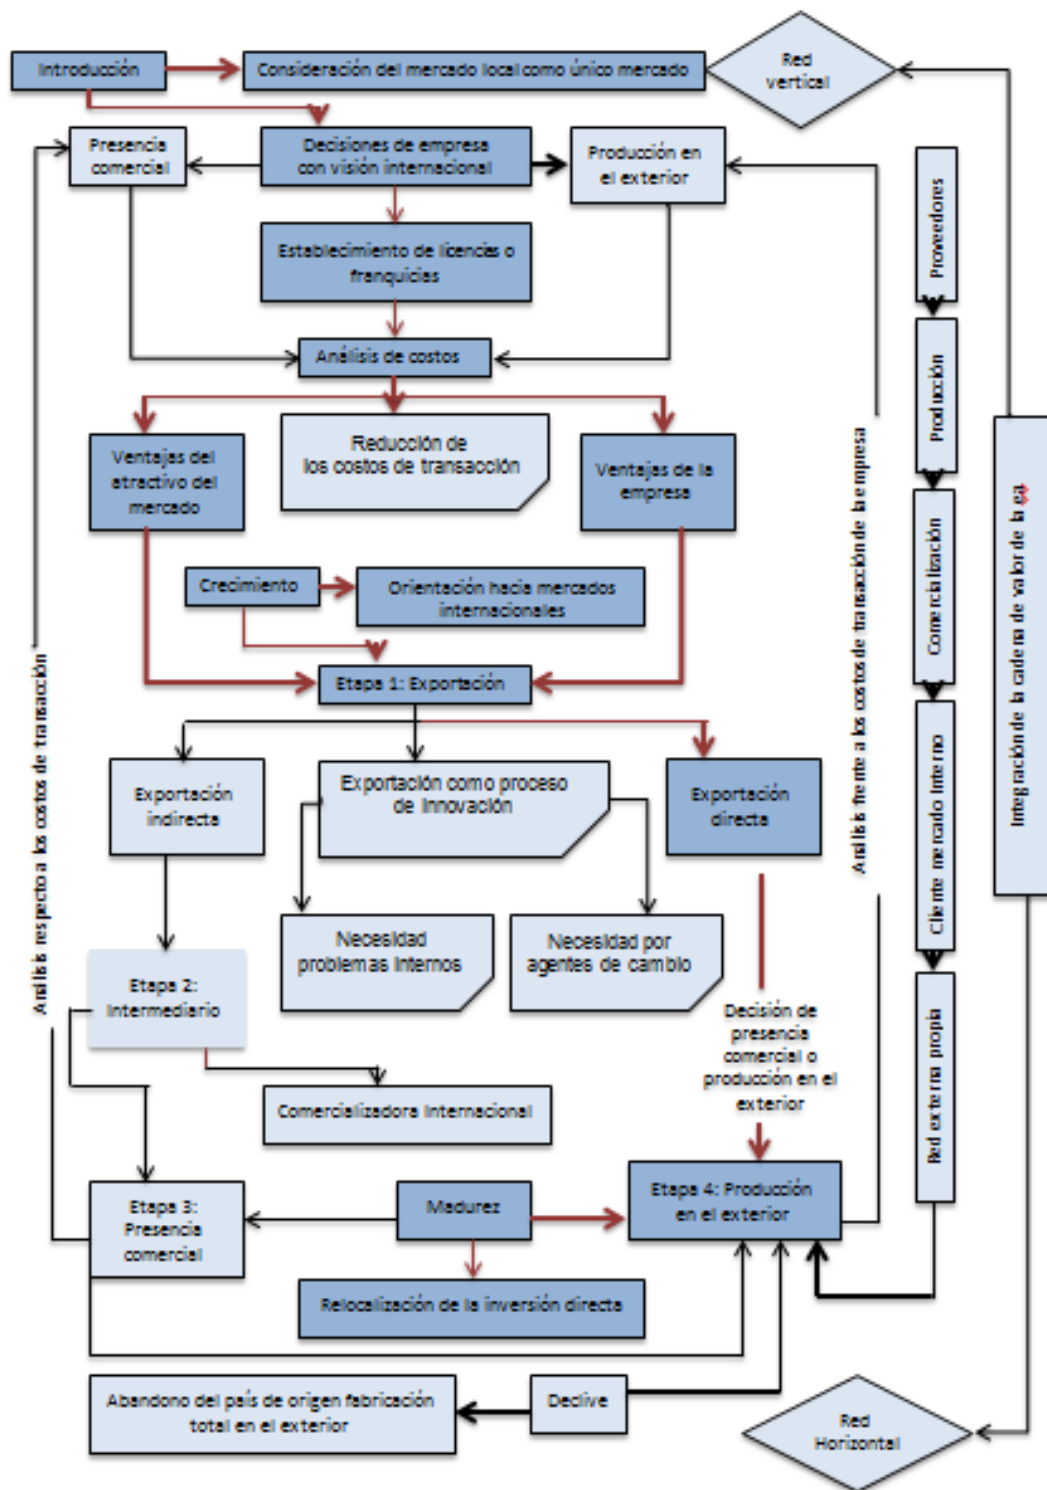 Introducción
Consideración del mercado local como único mercado
Red
vertical
Presencia
comercial
Decisiones de empresa
con visión internacional
Producción en
el exterior
Establecimiento de licencias o
franquicias
Análisis de costos
Ventajas del
atractivo del
mercado
Reducción de
los costos de transacción
Ventajas de la
empresa
Crecimiento
Orientación hacia mercados
internacionales
Etapa 1: Exportación
Exportación
indirecta
Exportación como proceso
de innovación
Exportación
directa
Necesidad
problemas internos
Necesidad por
agentes de cambio
Etapa 2:
Intermediario
Comercializadora Internacional
Decisión de
presencia
comercial o
producción en el
exterior
Etapa 3:
Presencia
comercial
Madurez
Etapa 4: Producción
en el exterior
Relocalización de la inversión directa
Abandono del país de origen fabricación
total en el exterior
Declive
Red
Horizontal
Análisis respecto a los costos de transacción
Análisis frente a los costos de transacción de la empresa
Proveedores
Producción
Comercialización
Cliente mercado interno
Red externa propia
Integración de la cadena de valor de la ea